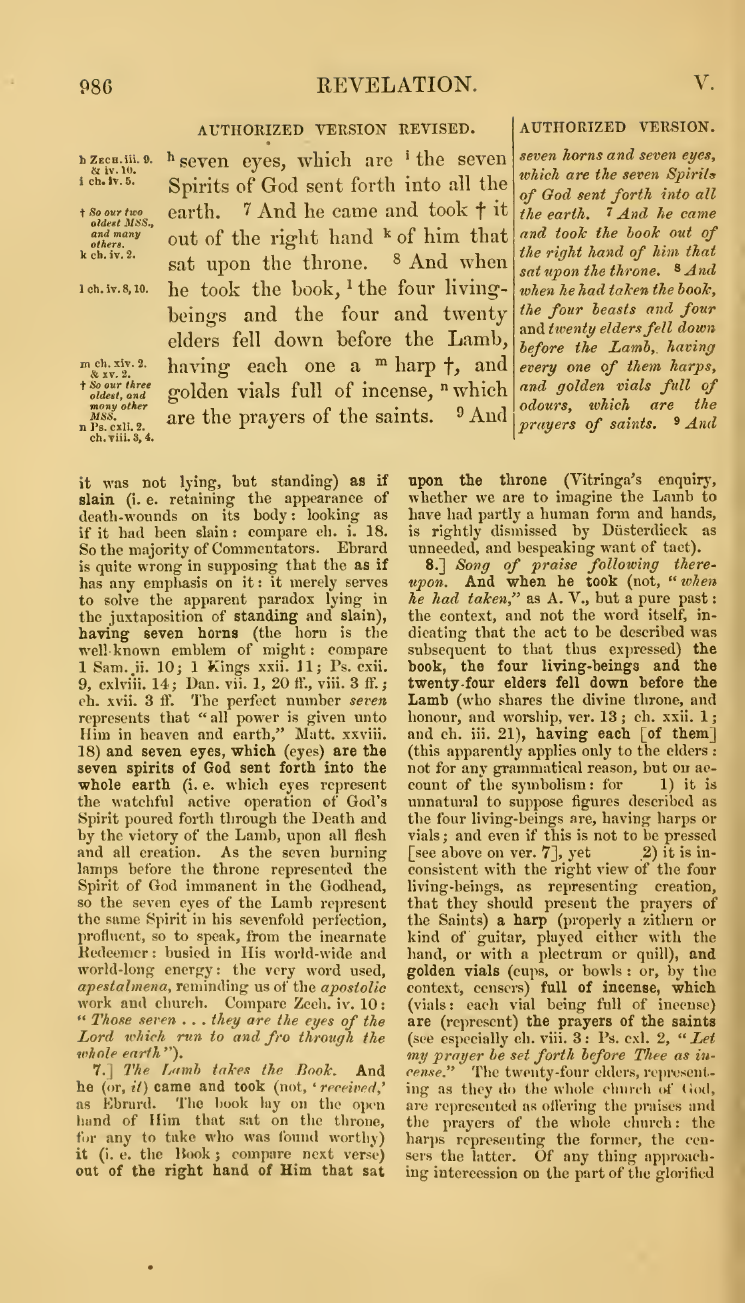 986
REVELATION.
V.
AUTHORIZED VERSION REVISED.
h ZECH. iii. 9.
& iv. 10.
i ch. iv. 5.
† So our two
oldest MSS.,
and many
others.
k ch. iv. 2.
l ch. iv. 8, 10.
m ch. xiv. 2.
& xv. 2.
† So our three
oldest, and
many other
MSS.
n Ps. cxli. 2.
ch. viii. 3, 4.
h seven eyes, which are i the seven
Spirits of God sent forth into all the
earth. 7 And he came and took † it
out of the right hand k of him that
sat upon the throne. 8 And when
he took the book, l the four living-
beings and the four and twenty
elders fell down before the Lamb,
having each one a m harp †, and
golden vials full of incense, n which
are the prayers of the saints. 9 And
AUTHORIZED VERSION.
seven horns and seven eyes,
which are the seven Spirits
of God sent forth into all
the earth. 7 And he came
and took the book out of
the right hand of him that
sat upon the throne. 8 And
when he had taken the book,
the four beasts and four
and twenty elders fell down
before the Lamb, having
every one of them harps,
and golden vials full of
odours, which are the
prayers of saints. 9 And
it was not lying, but standing) as if
slain (i. e. retaining the appearance of
death-wounds on its body: looking as
if it had been slain: compare ch. i. 18.
So the majority of Commentators. Ebrard
is quite wrong in supposing that the as if
has any emphasis on it: it merely serves
to solve the apparent paradox lying in
the juxtaposition of standing and slain),
having seven horns (the horn is the
well-known emblem of might: compare
1 Sam. ii. 10; 1 Kings xxii. 11; Ps. cxii.
9, cxlviii. 14; Dan. vii. 1, 20 ff., viii. 3 ff.;
ch. xvii. 3 ff. The perfect number seven
represents that "all power is given unto
Him in heaven and earth," Matt. xxviii.
18) and seven eyes, which (eyes) are the
seven spirits of God sent forth into the
whole earth (i. e. which eyes represent
the watchful active operation of God's
Spirit poured forth through the Death and
by the victory of the Lamb, upon all flesh
and all creation. As the seven burning
lamps before the throne represented the
Spirit of God immanent in the Godhead,
so the seven eyes of the Lamb represent
the same Spirit in his sevenfold perfection,
profluent, so to speak, from the incarnate
Redeemer: busied in His world-wide and
world-long energy: the very word used,
apestalmena, reminding us of the apostolic
work and church. Compare Zech. iv. 10:
"Those seven . . . they are the eyes of the
Lord which run to and fro through the
whole earth").
7.] The Lamb takes the Book. And
he (or, it) came and took (not, 'received,'
as Ebrard. The book lay on the open
hand of Him that sat on the throne,
for any to take who was found worthy)
it (i. e. the Book; compare next verse)
out of the right hand of Him that sat
upon the throne (Vitringa's enquiry,
whether we are to imagine the Lamb to
have had partly a human form and hands,
is rightly dismissed by Düsterdieck as
unneeded, and bespeaking want of tact).
8.] Song of praise following there-
upon. And when he took (not, "when
he had taken," as A. V., but a pure past:
the context, and not the word itself, in-
dicating that the act to be described was
subsequent to that thus expressed) the
book, the four living-beings and the
twenty-four elders fell down before the
Lamb (who shares the divine throne, and
honour, and worship, ver. 13; ch. xxii. 1;
and ch. iii. 21), having each [of them]
(this apparently applies only to the elders:
not for any grammatical reason, but on ac-
count of the symbolism: for 1) it is
unnatural to suppose figures described as
the four living-beings are, having harps or
vials; and even if this is not to be pressed
[see above on ver. 7], yet 2) it is in-
consistent with the right view of the four
living-beings, as representing creation,
that they should present the prayers of
the Saints) a harp (properly a zithern or
kind of guitar, played either with the
hand, or with a plectrum or quill), and
golden vials (cups, or bowls: or, by the
context, censers) full of incense, which
(vials: each vial being full of incense)
are (represent) the prayers of the saints
(see especially ch. viii. 3: Ps. cxl. 2, "Let
my prayer be set forth before Thee as in-
cense." The twenty-four elders, represent-
ing as they do the whole church of God,
are represented as offering the praises and
the prayers of the whole church: the
harps representing the former, the cen-
sers the latter. Of any thing approach-
ing intercession on the part of the glorified